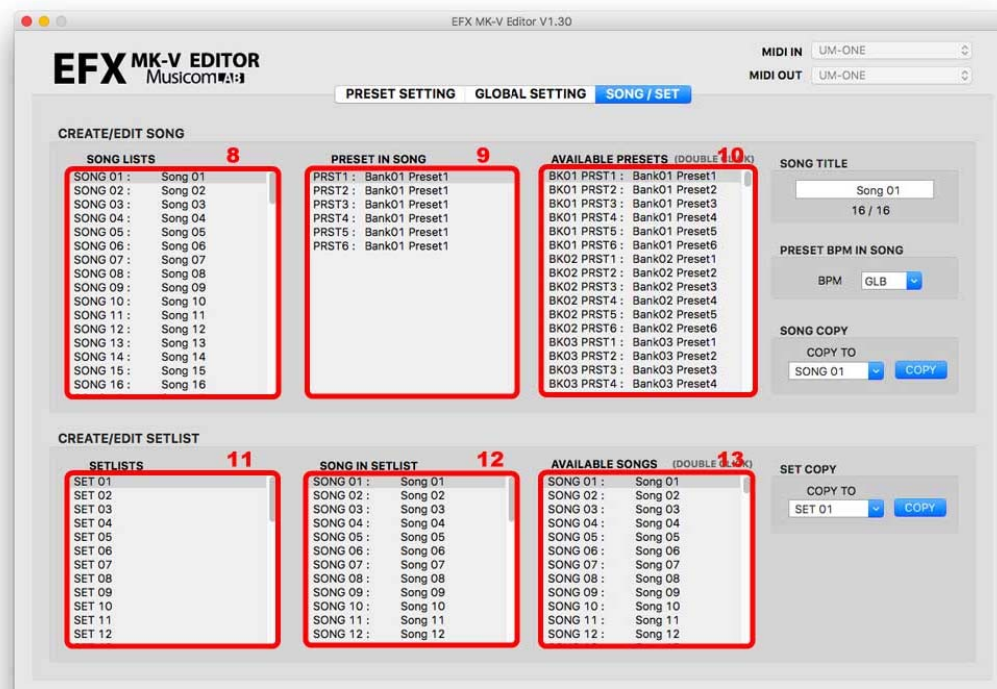 EFX MK-V Editor V1.30
EFX MK-V EDITOR
MusicomLAB
MIDI IN UM-ONE
MIDI OUT UM-ONE
PRESET SETTING GLOBAL SETTING SONG / SET
CREATE/EDIT SONG
SONG LISTS 8
SONG 01 : Song 01
SONG 02 : Song 02
SONG 03 : Song 03
SONG 04 : Song 04
SONG 05 : Song 05
SONG 06 : Song 06
SONG 07 : Song 07
SONG 08 : Song 08
SONG 09 : Song 09
SONG 10 : Song 10
SONG 11 : Song 11
SONG 12 : Song 12
SONG 13 : Song 13
SONG 14 : Song 14
SONG 15 : Song 15
SONG 16 : Song 16
PRESET IN SONG 9
PRST1 : Bank01 Preset1
PRST2 : Bank01 Preset1
PRST3 : Bank01 Preset1
PRST4 : Bank01 Preset1
PRST5 : Bank01 Preset1
PRST6 : Bank01 Preset1
AVAILABLE PRESETS (DOUBLE CLICK) 10
BK01 PRST1 : Bank01 Preset1
BK01 PRST2 : Bank01 Preset2
BK01 PRST3 : Bank01 Preset3
BK01 PRST4 : Bank01 Preset4
BK01 PRST5 : Bank01 Preset5
BK01 PRST6 : Bank01 Preset6
BK02 PRST1 : Bank02 Preset1
BK02 PRST2 : Bank02 Preset2
BK02 PRST3 : Bank02 Preset3
BK02 PRST4 : Bank02 Preset4
BK02 PRST5 : Bank02 Preset5
BK02 PRST6 : Bank02 Preset6
BK03 PRST1 : Bank03 Preset1
BK03 PRST2 : Bank03 Preset2
BK03 PRST3 : Bank03 Preset3
BK03 PRST4 : Bank03 Preset4
SONG TITLE
Song 01
16 / 16
PRESET BPM IN SONG
BPM GLB
SONG COPY
COPY TO
SONG 01 COPY
CREATE/EDIT SETLIST
SETLISTS 11
SET 01
SET 02
SET 03
SET 04
SET 05
SET 06
SET 07
SET 08
SET 09
SET 10
SET 11
SET 12
SONG IN SETLIST 12
SONG 01 : Song 01
SONG 02 : Song 02
SONG 03 : Song 03
SONG 04 : Song 04
SONG 05 : Song 05
SONG 06 : Song 06
SONG 07 : Song 07
SONG 08 : Song 08
SONG 09 : Song 09
SONG 10 : Song 10
SONG 11 : Song 11
SONG 12 : Song 12
AVAILABLE SONGS (DOUBLE CLICK) 13
SONG 01 : Song 01
SONG 02 : Song 02
SONG 03 : Song 03
SONG 04 : Song 04
SONG 05 : Song 05
SONG 06 : Song 06
SONG 07 : Song 07
SONG 08 : Song 08
SONG 09 : Song 09
SONG 10 : Song 10
SONG 11 : Song 11
SONG 12 : Song 12
SET COPY
COPY TO
SET 01 COPY